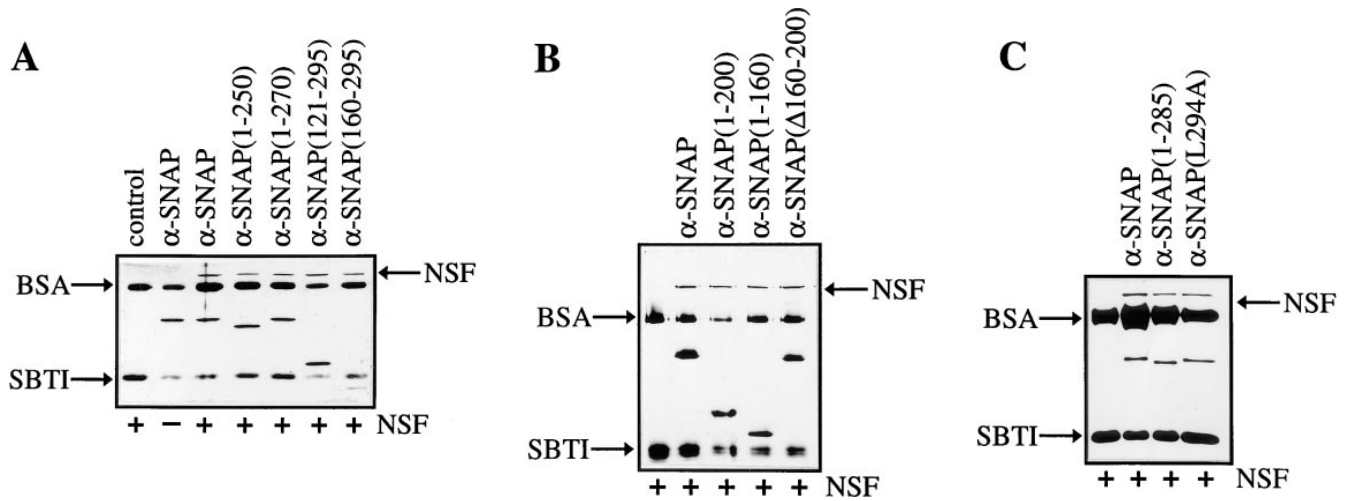 A
control
α-SNAP
α-SNAP
α-SNAP(1-250)
α-SNAP(1-270)
α-SNAP(121-295)
α-SNAP(160-295)
BSA
SBTI
NSF
+ − + + + + + NSF
B
α-SNAP
α-SNAP(1-200)
α-SNAP(1-160)
α-SNAP(Δ160-200)
BSA
SBTI
NSF
+ + + + + NSF
C
α-SNAP
α-SNAP(1-285)
α-SNAP(L294A)
BSA
SBTI
NSF
+ + + + NSF